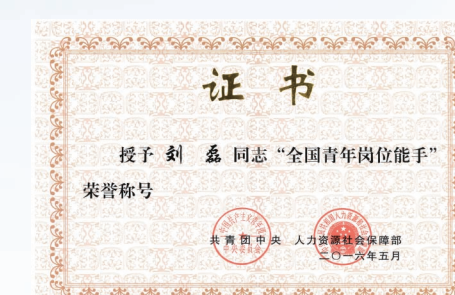 证书
授予 刘磊 同志“全国青年岗位能手”
荣誉称号
共青团中央 人力资源社会保障部
二〇一六年五月